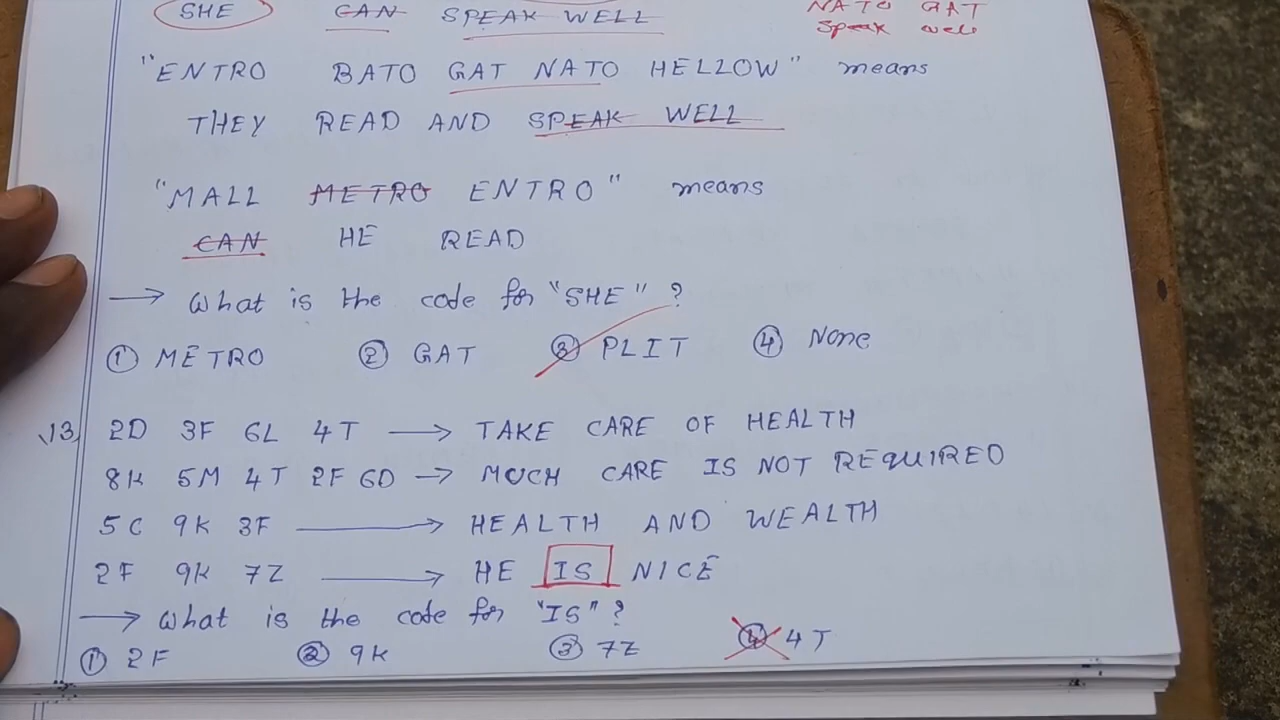 SHE CAN SPEAK WELL NATO GAT
Speak well
"ENTRO BATO GAT NATO HELLOW" means
THEY READ AND SPEAK WELL
"MALL METRO ENTRO" means
CAN HE READ
→ What is the code for "SHE" ?
① METRO ② GAT ③ PLIT ④ None
13 2D 3F 6L 4T → TAKE CARE OF HEALTH
8K 5M 4T 2F 6D → MUCH CARE IS NOT REQUIRED
5C 9K 3F → HEALTH AND WEALTH
2F 9K 7Z → HE IS NICE
→ What is the code for "IS" ?
① 2F ② 9K ③ 7Z ④ 4T